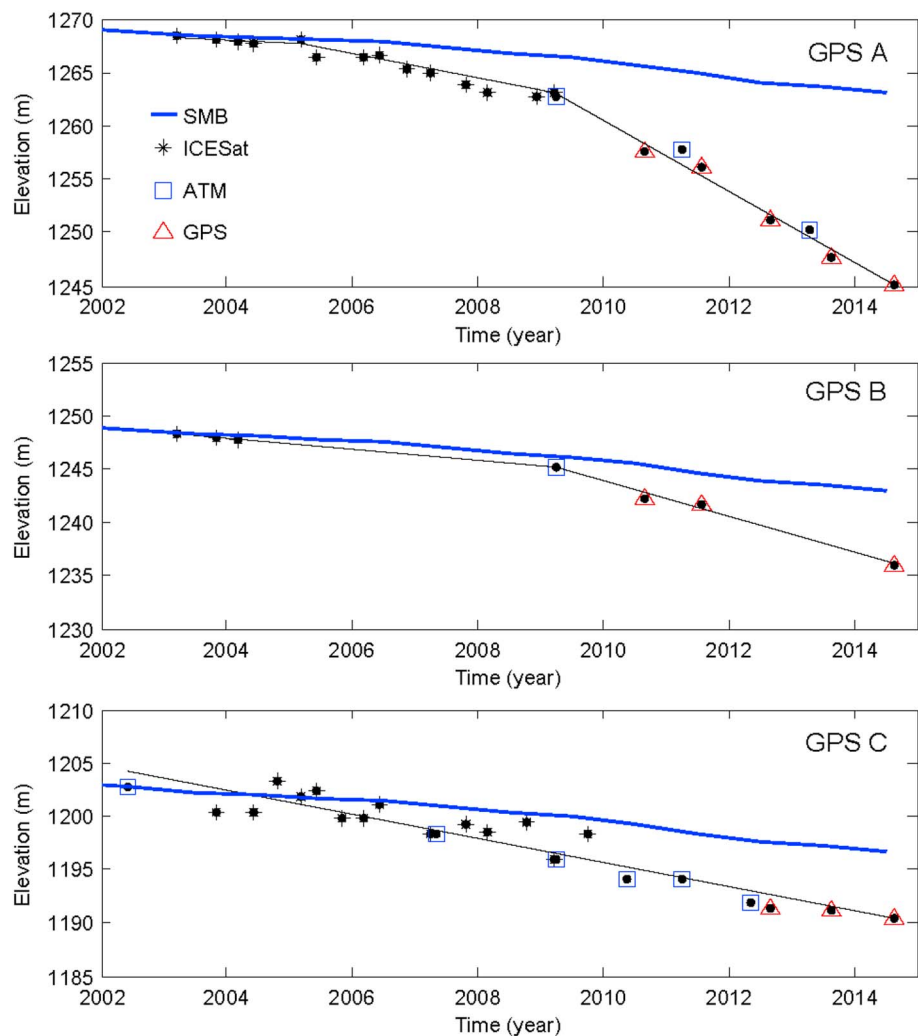 GPS A
1270
1265
1260
1255
1250
1245
Elevation (m)
SMB
ICESat
ATM
GPS
2002 2004 2006 2008 2010 2012 2014
Time (year)
GPS B
1255
1250
1245
1240
1235
1230
Elevation (m)
2002 2004 2006 2008 2010 2012 2014
Time (year)
GPS C
1210
1205
1200
1195
1190
1185
Elevation (m)
2002 2004 2006 2008 2010 2012 2014
Time (year)